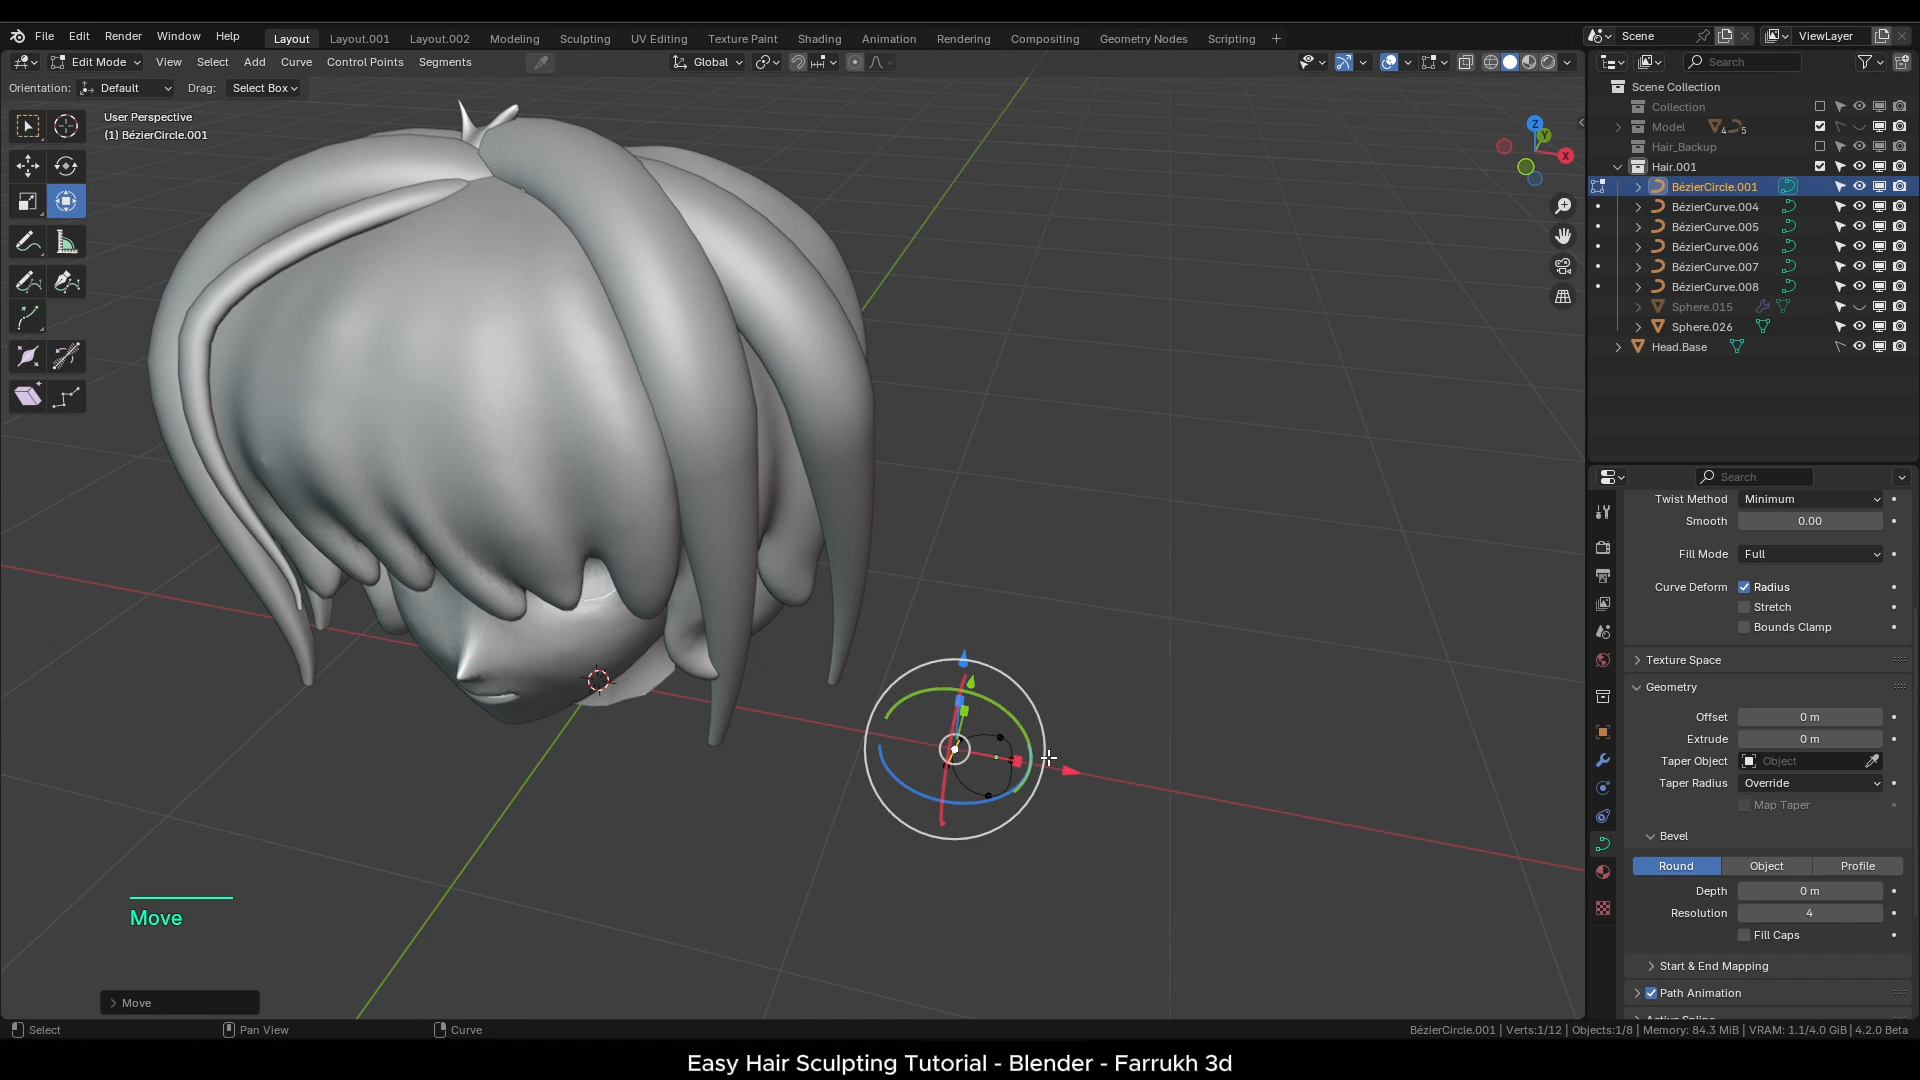 File Edit Render Window Help Layout Layout.001 Layout.002 Modeling Sculpting UV Editing Texture Paint Shading Animation Rendering Compositing Geometry Nodes Scripting + Scene ViewLayer
Edit Mode View Select Add Curve Control Points Segments Global Search
Orientation: Default Drag: Select Box
User Perspective
(1) BézierCircle.001
Z
Y
X
Scene Collection
Collection
Model 4 5
Hair_Backup
Hair.001
BézierCircle.001
BézierCurve.004
BézierCurve.005
BézierCurve.006
BézierCurve.007
BézierCurve.008
Sphere.015
Sphere.026
Head.Base
Search
Twist Method Minimum
Smooth 0.00
Fill Mode Full
Curve Deform Radius
Stretch
Bounds Clamp
Texture Space
Geometry
Offset 0 m
Extrude 0 m
Taper Object Object
Taper Radius Override
Map Taper
Bevel
Round Object Profile
Depth 0 m
Resolution 4
Fill Caps
Start & End Mapping
Path Animation
Active Spline
Move
Move
Select Pan View Curve BézierCircle.001 | Verts:1/12 | Objects:1/8 | Memory: 84.3 MiB | VRAM: 1.1/4.0 GiB | 4.2.0 Beta
Easy Hair Sculpting Tutorial - Blender - Farrukh 3d